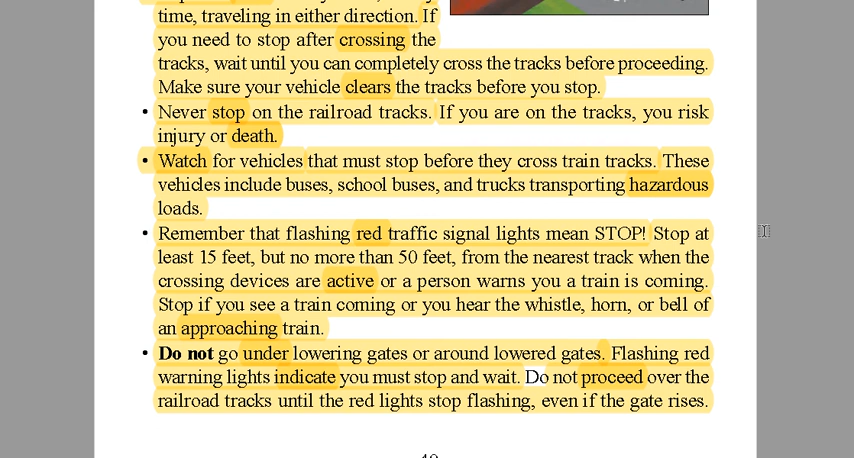 time, traveling in either direction. If
you need to stop after crossing the
tracks, wait until you can completely cross the tracks before proceeding.
Make sure your vehicle clears the tracks before you stop.
• Never stop on the railroad tracks. If you are on the tracks, you risk
injury or death.
• Watch for vehicles that must stop before they cross train tracks. These
vehicles include buses, school buses, and trucks transporting hazardous
loads.
• Remember that flashing red traffic signal lights mean STOP! Stop at
least 15 feet, but no more than 50 feet, from the nearest track when the
crossing devices are active or a person warns you a train is coming.
Stop if you see a train coming or you hear the whistle, horn, or bell of
an approaching train.
• Do not go under lowering gates or around lowered gates. Flashing red
warning lights indicate you must stop and wait. Do not proceed over the
railroad tracks until the red lights stop flashing, even if the gate rises.